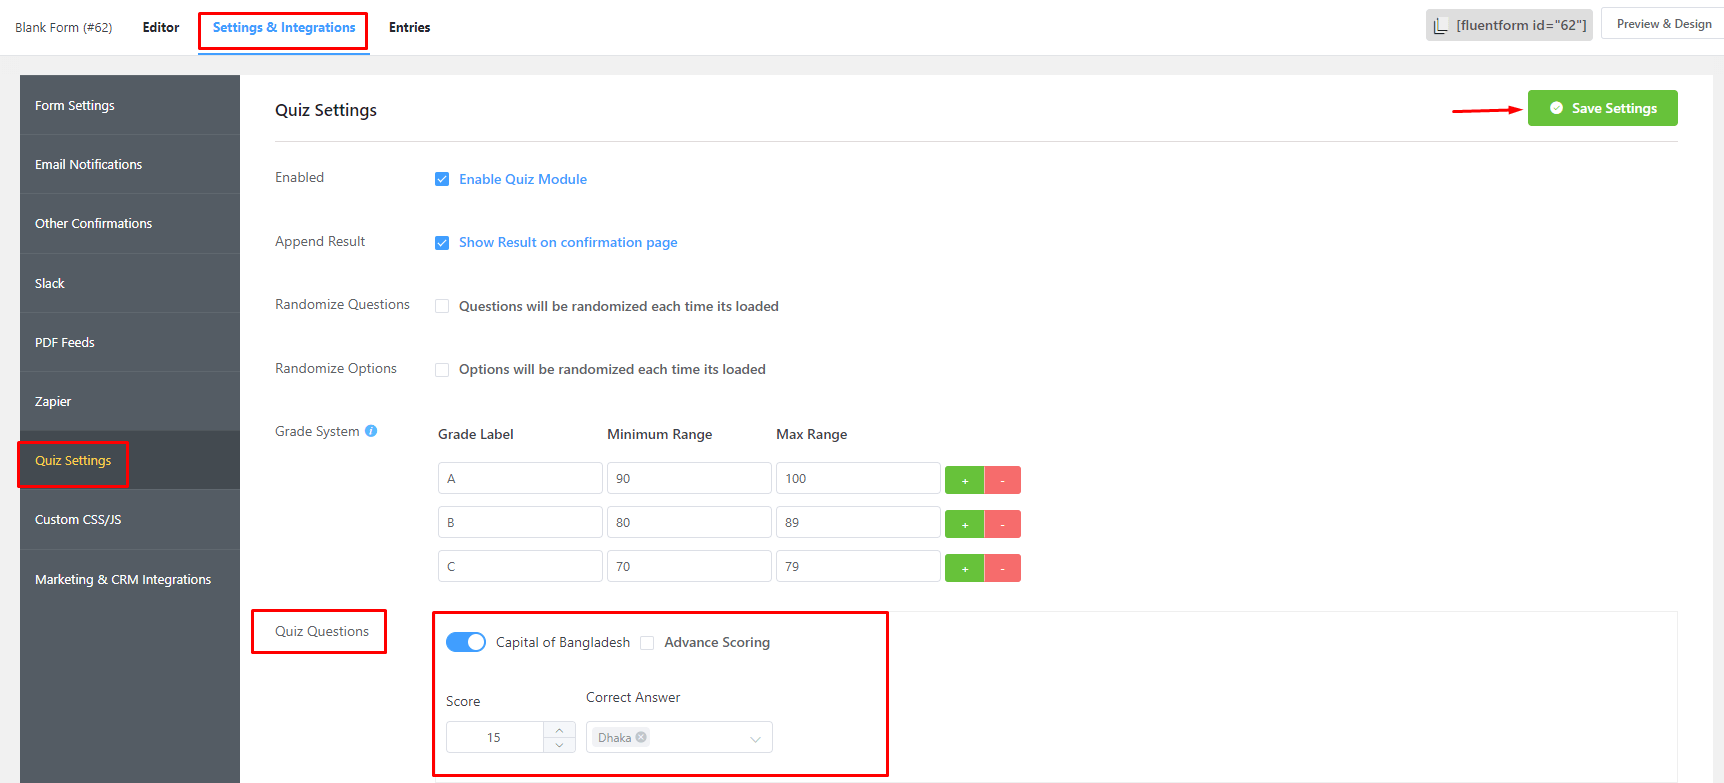 Blank Form (#62) Editor Settings & Integrations Entries [fluentform id="62"] Preview & Design
Form Settings
Email Notifications
Other Confirmations
Slack
PDF Feeds
Zapier
Quiz Settings
Custom CSS/JS
Marketing & CRM Integrations
Quiz Settings Save Settings
Enabled Enable Quiz Module
Append Result Show Result on confirmation page
Randomize Questions Questions will be randomized each time its loaded
Randomize Options Options will be randomized each time its loaded
Grade System Grade Label Minimum Range Max Range
A 90 100 + -
B 80 89 + -
C 70 79 + -
Quiz Questions Capital of Bangladesh Advance Scoring
Score Correct Answer
15 Dhaka